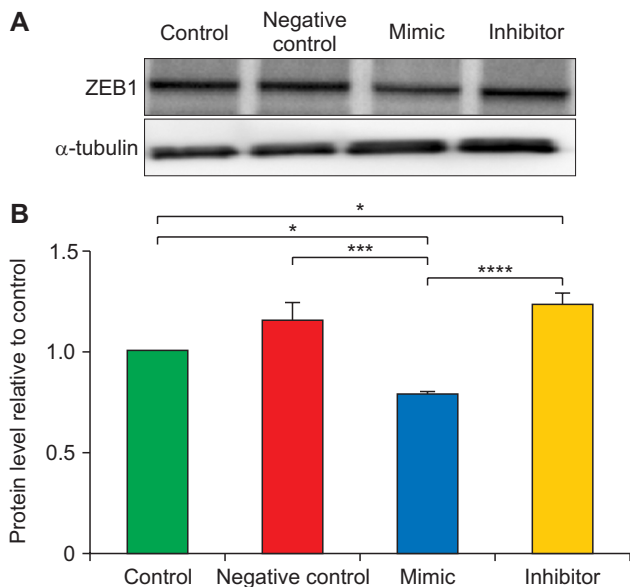 A
Control Negative control Mimic Inhibitor
ZEB1
α-tubulin
B
*
*
*** ****
Protein level relative to control
1.5
1.0
0.5
0
Control Negative control Mimic Inhibitor